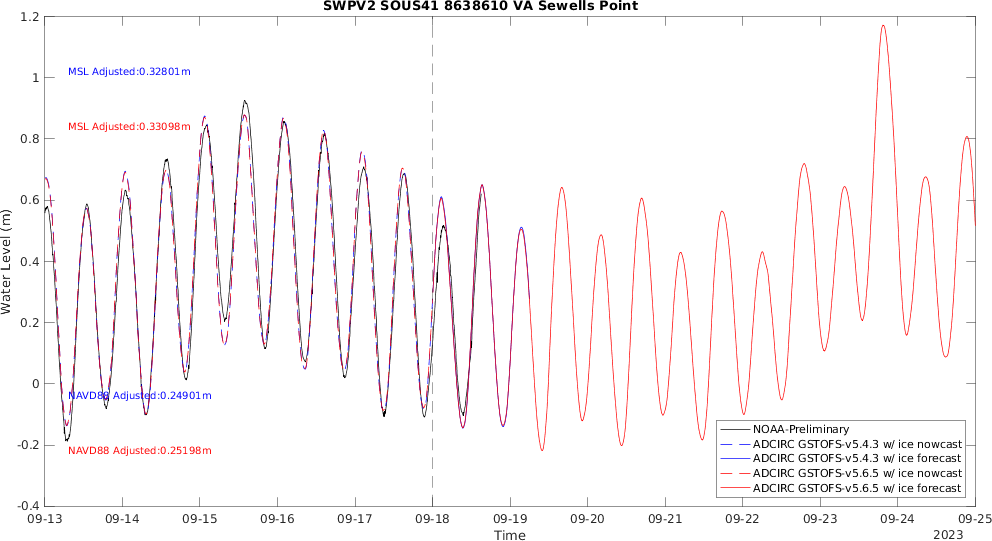 SWPV2 SOUS41 8638610 VA Sewells Point
1.2
1
0.8
0.6
0.4
0.2
0
-0.2
-0.4
Water Level (m)
MSL Adjusted:0.32801m
MSL Adjusted:0.33098m
NAVD88 Adjusted:0.24901m
NAVD88 Adjusted:0.25198m
NOAA-Preliminary
ADCIRC GSTOFS-v5.4.3 w/ ice nowcast
ADCIRC GSTOFS-v5.4.3 w/ ice forecast
ADCIRC GSTOFS-v5.6.5 w/ ice nowcast
ADCIRC GSTOFS-v5.6.5 w/ ice forecast
09-13 09-14 09-15 09-16 09-17 09-18 09-19 09-20 09-21 09-22 09-23 09-24 09-25
Time
2023